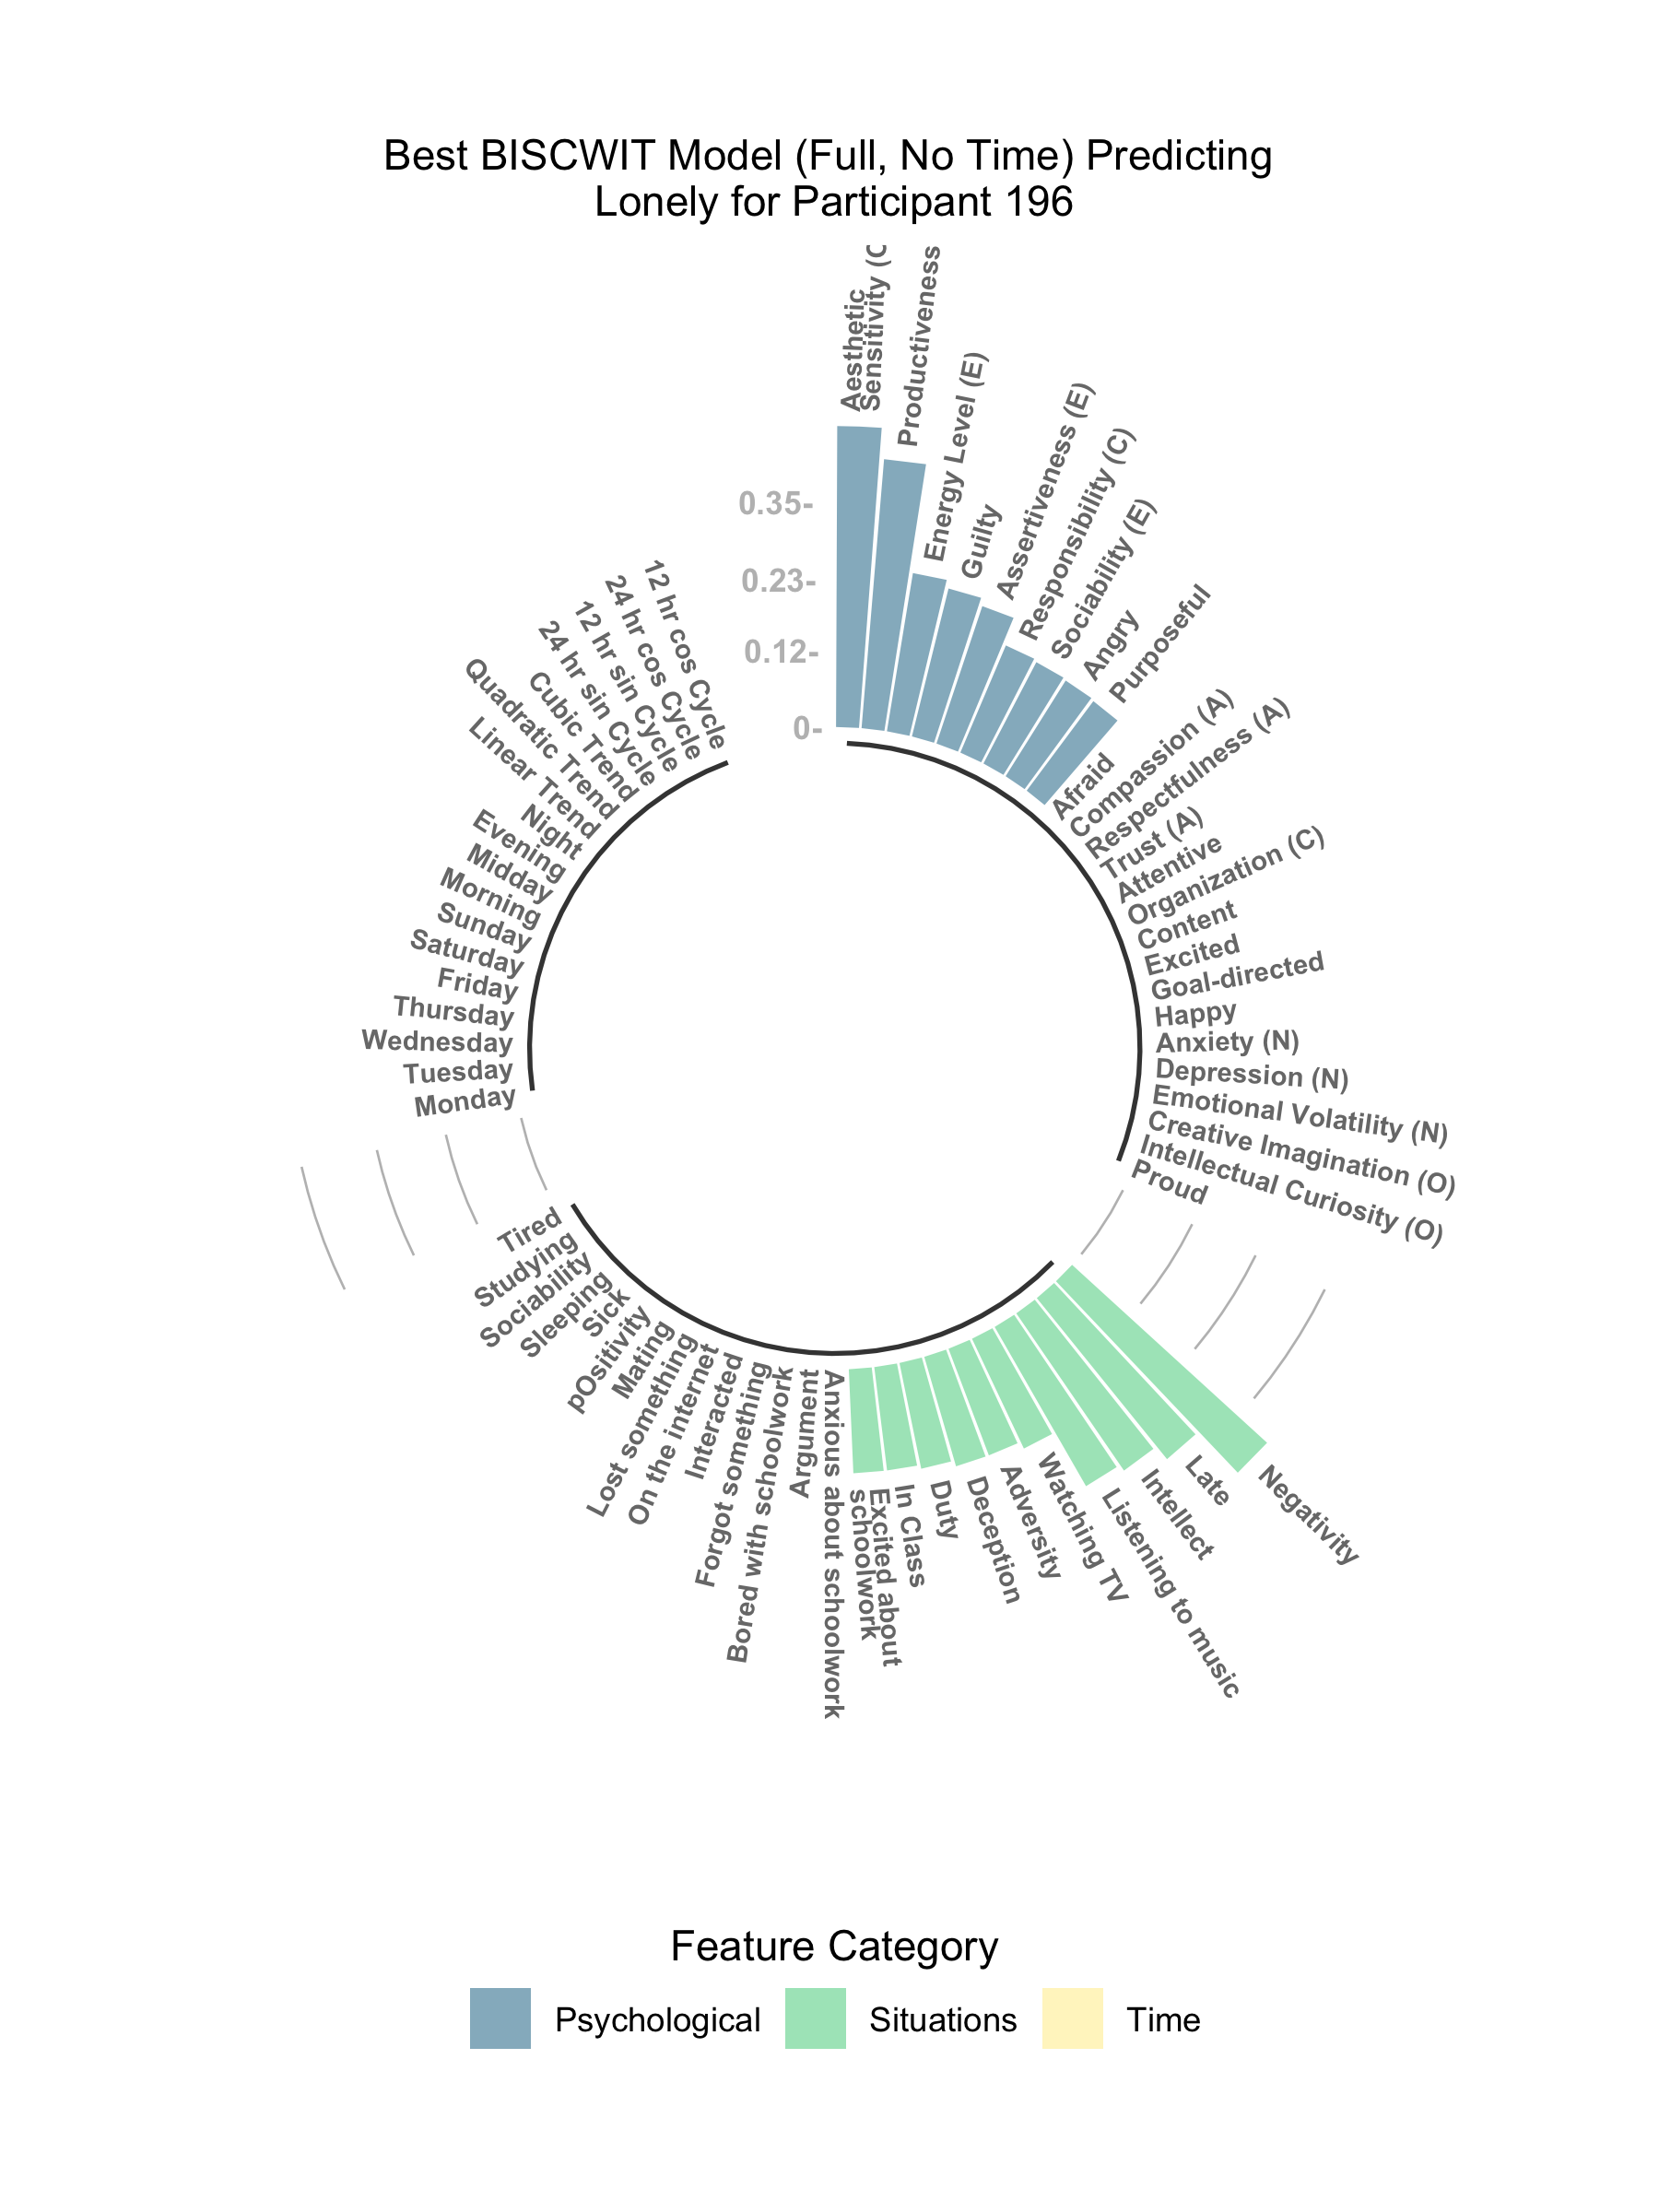 Best BISCWIT Model (Full, No Time) Predicting
Lonely for Participant 196
0.35-
0.23-
0.12-
0-
Aesthetic
Sensitivity (
Productiveness
Energy Level (E)
Guilty
Assertiveness (E)
Responsibility (C)
Sociability (E)
Angry
Purposeful
Afraid
Compassion (A)
Respectfulness (A)
Trust (A)
Attentive
Organization (C)
Content
Excited
Goal-directed
Happy
Anxiety (N)
Depression (N)
Emotional Volatility (N)
Creative Imagination (O)
Intellectual Curiosity (O)
Proud
Negativity
Late
Intellect
Listening to music
Watching TV
Adversity
Deception
Duty
In Class
Excited about
schoolwork
Anxious about schoolwork
Argument
Bored with schoolwork
Forgot something
Interacted
On the internet
Lost something
Mating
pOsitivity
Sick
Sleeping
Sociability
Studying
Tired
Monday
Tuesday
Wednesday
Thursday
Friday
Saturday
Sunday
Morning
Midday
Evening
Night
Linear Trend
Quadratic Trend
Cubic Trend
24 hr sin Cycle
12 hr sin Cycle
24 hr cos Cycle
12 hr cos Cycle
Feature Category
Psychological
Situations
Time